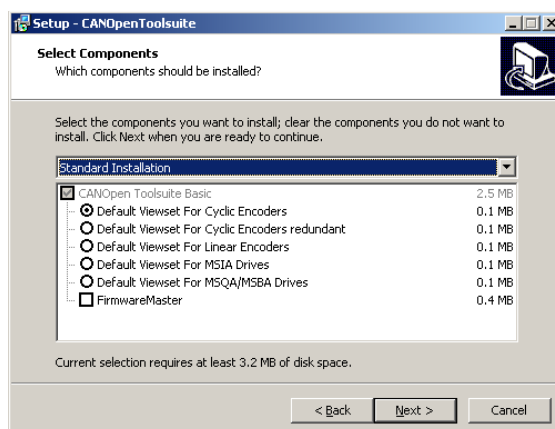 Setup - CANOpenToolsuite
Select Components
Which components should be installed?
Select the components you want to install; clear the components you do not want to
install. Click Next when you are ready to continue.
Standard Installation
CANOpen Toolsuite Basic 2.5 MB
Default Viewset For Cyclic Encoders 0.1 MB
Default Viewset For Cyclic Encoders redundant 0.1 MB
Default Viewset For Linear Encoders 0.1 MB
Default Viewset For MSIA Drives 0.1 MB
Default Viewset For MSQA/MSBA Drives 0.1 MB
FirmwareMaster 0.4 MB
Current selection requires at least 3.2 MB of disk space.
< Back Next > Cancel